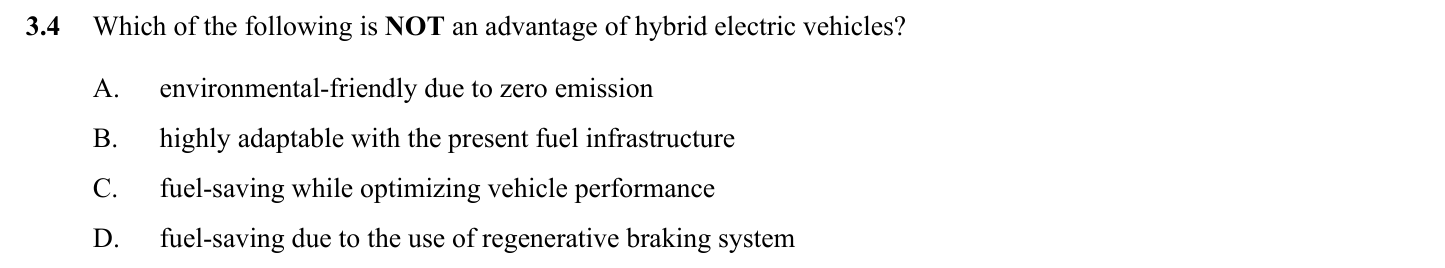 3.4 Which of the following is NOT an advantage of hybrid electric vehicles?
A. environmental-friendly due to zero emission
B. highly adaptable with the present fuel infrastructure
C. fuel-saving while optimizing vehicle performance
D. fuel-saving due to the use of regenerative braking system